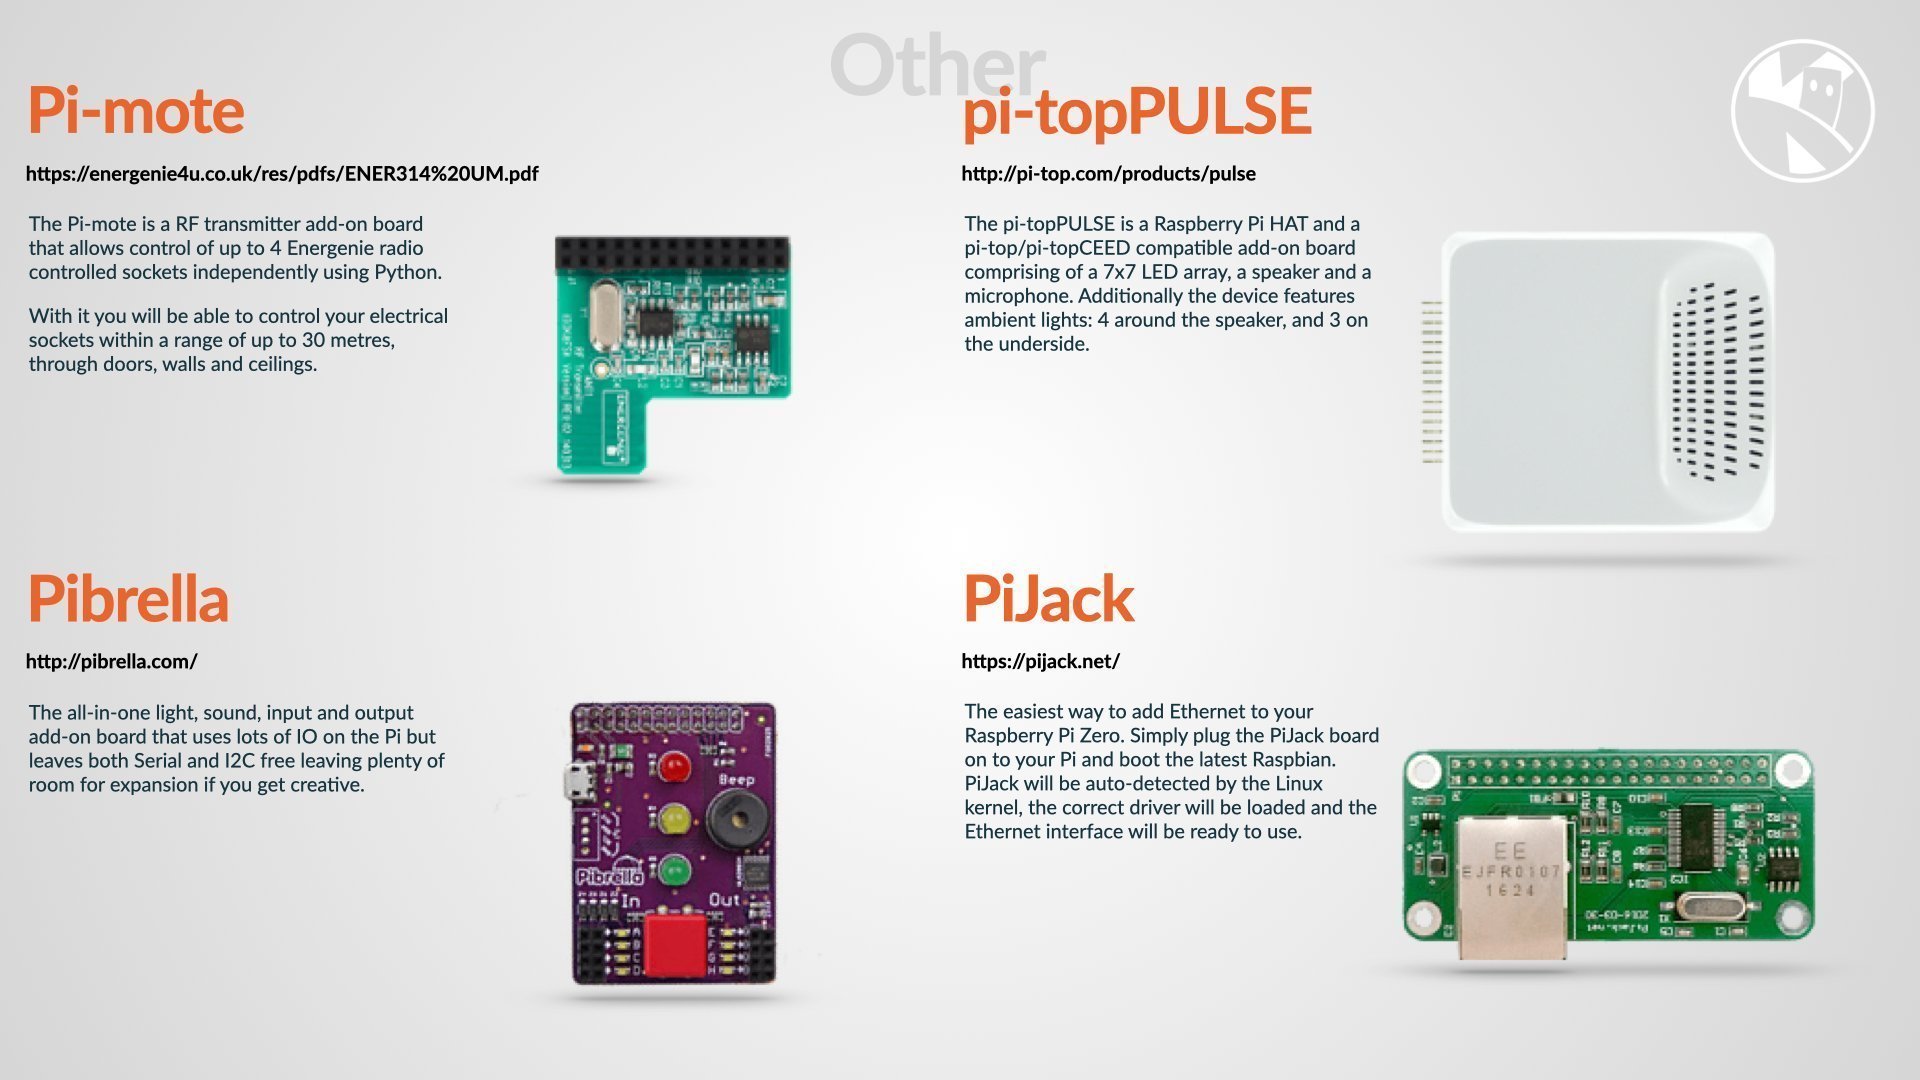 Other
Pi-mote
https://energenie4u.co.uk/res/pdfs/ENER314%20UM.pdf
The Pi-mote is a RF transmitter add-on board
that allows control of up to 4 Energenie radio
controlled sockets independently using Python.
With it you will be able to control your electrical
sockets within a range of up to 30 metres,
through doors, walls and ceilings.
pi-topPULSE
http://pi-top.com/products/pulse
The pi-topPULSE is a Raspberry Pi HAT and a
pi-top/pi-topCEED compatible add-on board
comprising of a 7x7 LED array, a speaker and a
microphone. Additionally the device features
ambient lights: 4 around the speaker, and 3 on
the underside.
Pibrella
http://pibrella.com/
The all-in-one light, sound, input and output
add-on board that uses lots of IO on the Pi but
leaves both Serial and I2C free leaving plenty of
room for expansion if you get creative.
Beep
Pibrella
In
Out
A
B
C
D
E
F
G
H
PiJack
https://pijack.net/
The easiest way to add Ethernet to your
Raspberry Pi Zero. Simply plug the PiJack board
on to your Pi and boot the latest Raspbian.
PiJack will be auto-detected by the Linux
kernel, the correct driver will be loaded and the
Ethernet interface will be ready to use.
EE
EJFR0107
1624
PiJack.net
2016-03-30